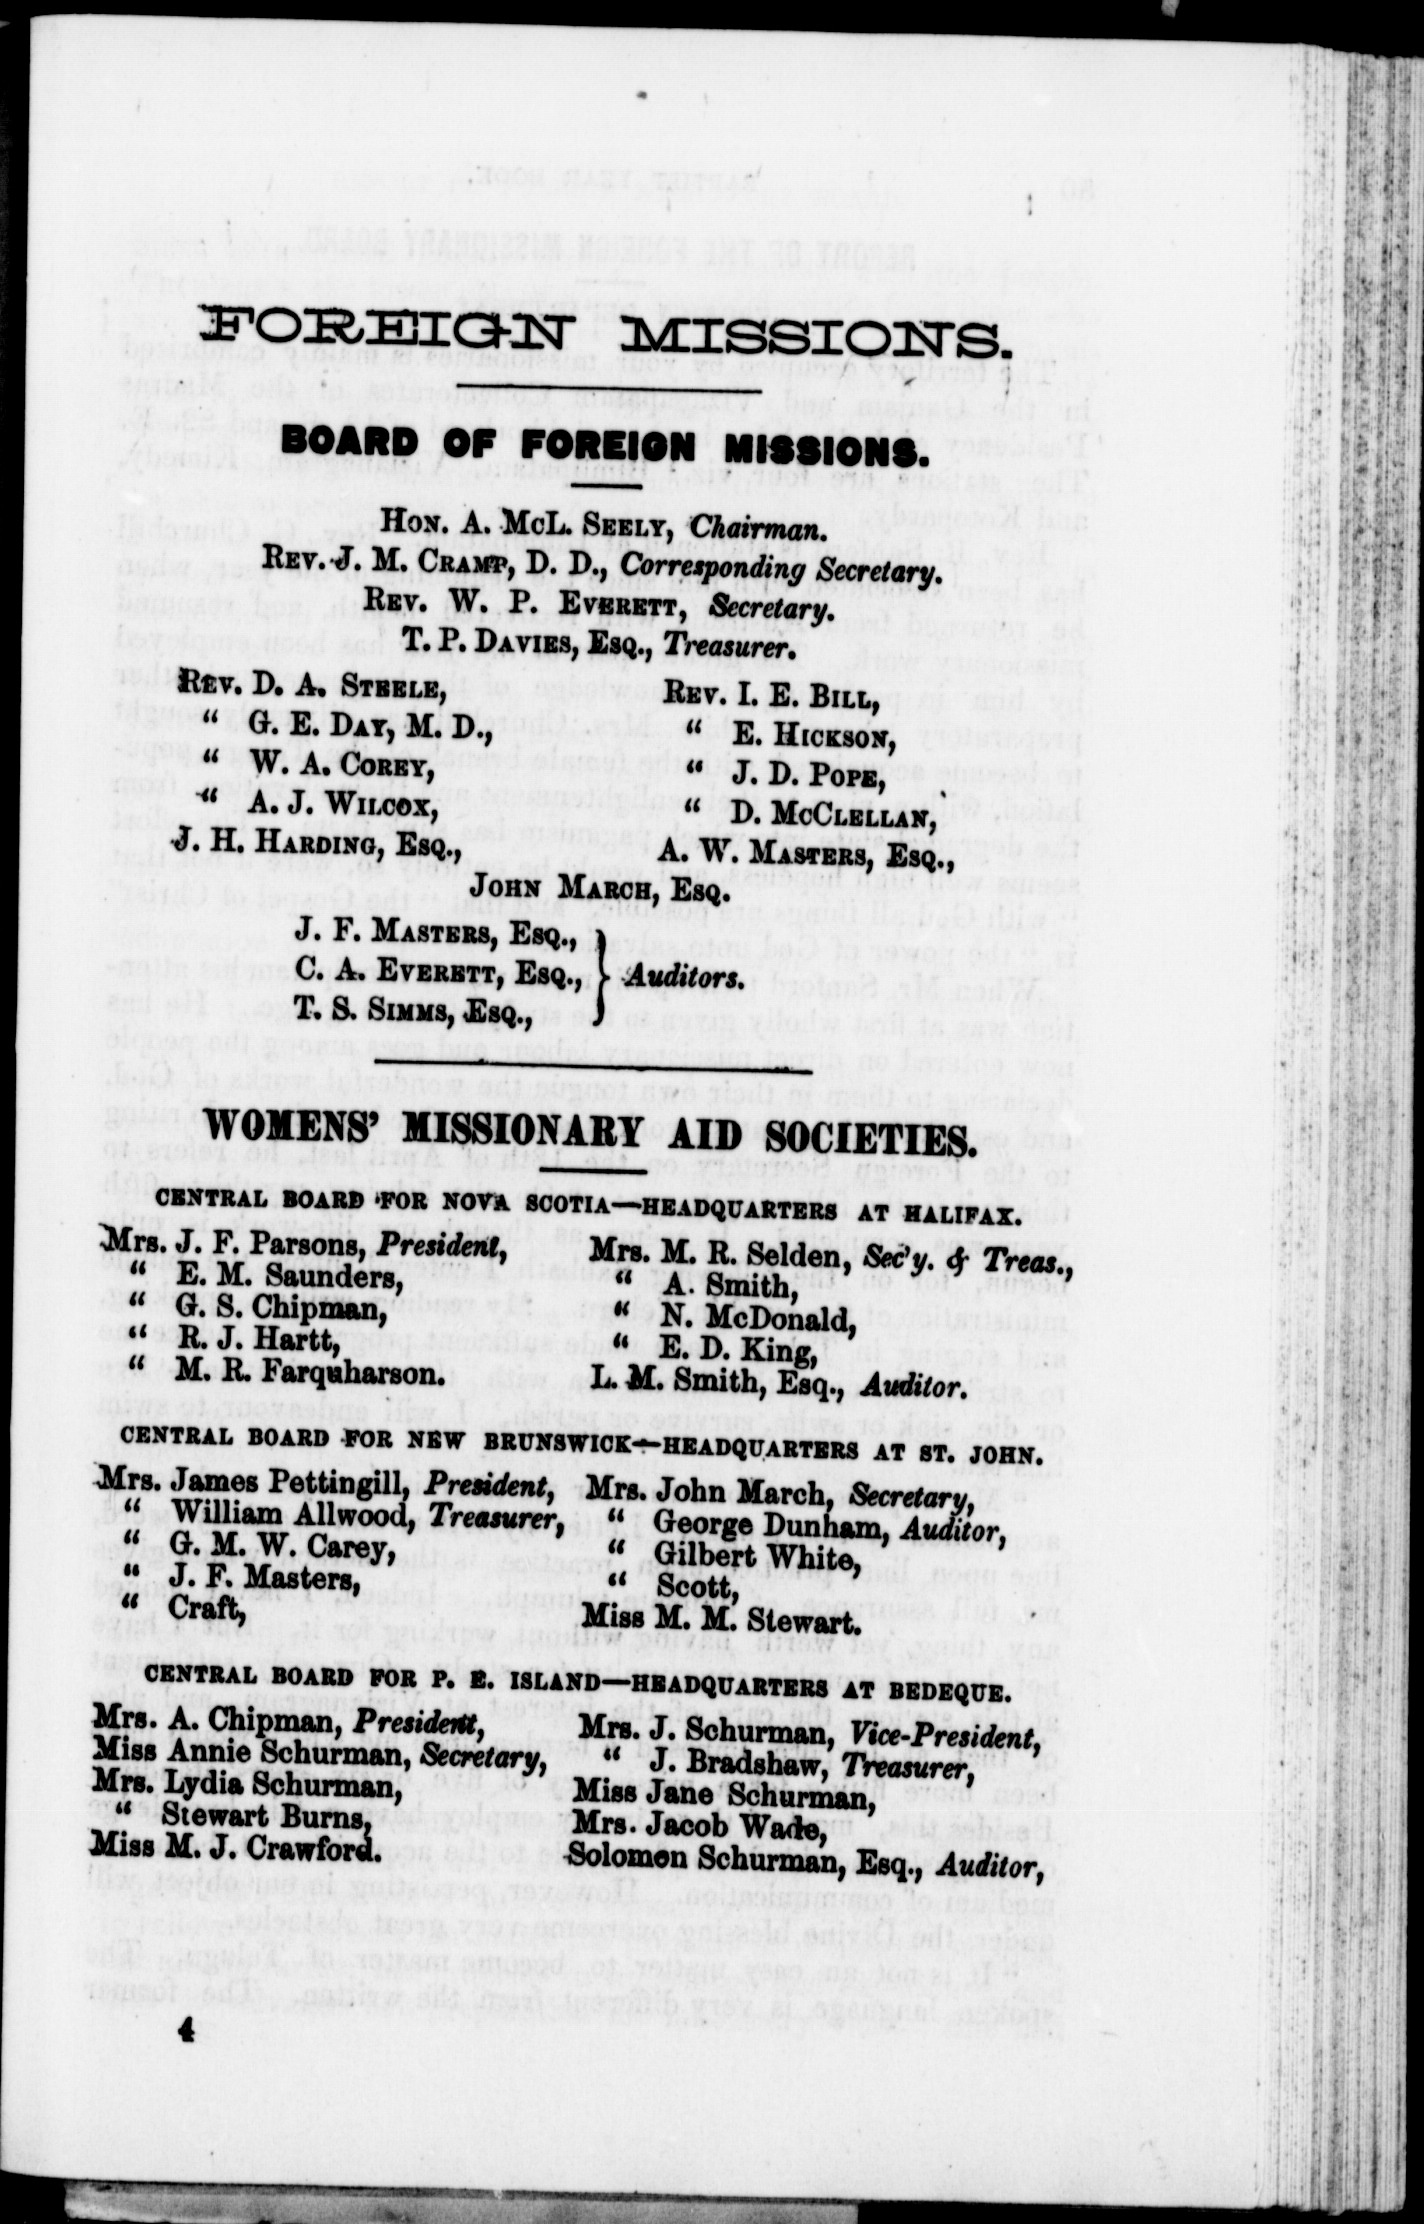 FOREIGN MISSIONS.
BOARD OF FOREIGN MISSIONS.
HON. A. MCL. SEELY, Chairman.
REV. J. M. CRAMP, D. D., Corresponding Secretary.
REV. W. P. EVERETT, Secretary.
T. P. DAVIES, ESQ., Treasurer.
REV. D. A. STEELE, REV. I. E. BILL,
“ G. E. DAY, M. D., “ E. HICKSON,
“ W. A. COREY, “ J. D. POPE,
“ A. J. WILCOX, “ D. MCCLELLAN,
J. H. HARDING, ESQ., A. W. MASTERS, ESQ.,
JOHN MARCH, ESQ.
J. F. MASTERS, ESQ.,
C. A. EVERETT, ESQ., } Auditors.
T. S. SIMMS, ESQ.,
WOMENS’ MISSIONARY AID SOCIETIES.
CENTRAL BOARD FOR NOVA SCOTIA—HEADQUARTERS AT HALIFAX.
Mrs. J. F. Parsons, President, Mrs. M. R. Selden, Sec’y. & Treas.,
“ E. M. Saunders, “ A. Smith,
“ G. S. Chipman, “ N. McDonald,
“ R. J. Hartt, “ E. D. King,
“ M. R. Farquharson. L. M. Smith, Esq., Auditor.
CENTRAL BOARD FOR NEW BRUNSWICK—HEADQUARTERS AT ST. JOHN.
Mrs. James Pettingill, President, Mrs. John March, Secretary,
“ William Allwood, Treasurer, “ George Dunham, Auditor,
“ G. M. W. Carey, “ Gilbert White,
“ J. F. Masters, “ Scott,
“ Craft, Miss M. M. Stewart.
CENTRAL BOARD FOR P. E. ISLAND—HEADQUARTERS AT BEDEQUE.
Mrs. A. Chipman, President, Mrs. J. Schurman, Vice-President,
Miss Annie Schurman, Secretary, “ J. Bradshaw, Treasurer,
Mrs. Lydia Schurman, Miss Jane Schurman,
“ Stewart Burns, Mrs. Jacob Wade,
Miss M. J. Crawford. Solomon Schurman, Esq., Auditor,
4